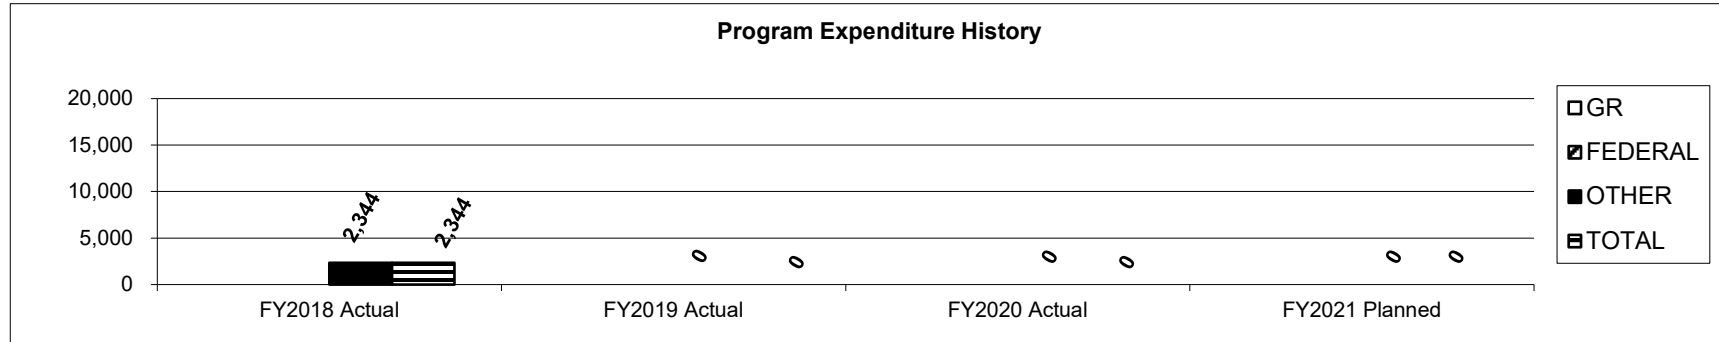 Program Expenditure History
20,000
15,000
10,000
5,000
0
2,344
2,344
0
0
0
0
0
0
FY2018 Actual
FY2019 Actual
FY2020 Actual
FY2021 Planned
GR
FEDERAL
OTHER
TOTAL